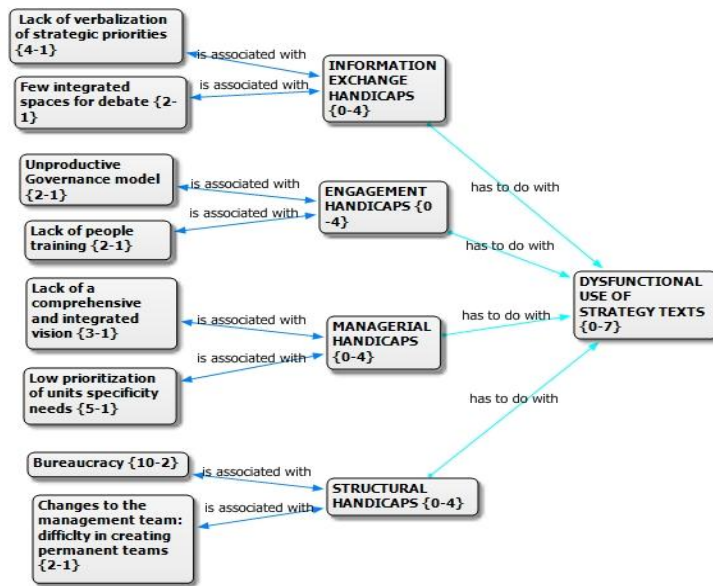 Lack of verbalization
of strategic priorities
{4-1}
is associated with
Few integrated
spaces for debate {2-
1}
is associated with
INFORMATION
EXCHANGE
HANDICAPS
{0-4}
has to do with
Unproductive
Governance model
{2-1}
is associated with
Lack of people
training {2-1}
is associated with
ENGAGEMENT
HANDICAPS {0
-4}
has to do with
Lack of a
comprehensive
and integrated
vision {3-1}
is associated with
Low prioritization
of units specificity
needs {5-1}
is associated with
MANAGERIAL
HANDICAPS
{0-4}
has to do with
Bureaucracy {10-2}
is associated with
Changes to the
management team:
difficlty in creating
permanent teams
{2-1}
is associated with
STRUCTURAL
HANDICAPS {0-4}
has to do with
DYSFUNCTIONAL
USE OF
STRATEGY TEXTS
{0-7}